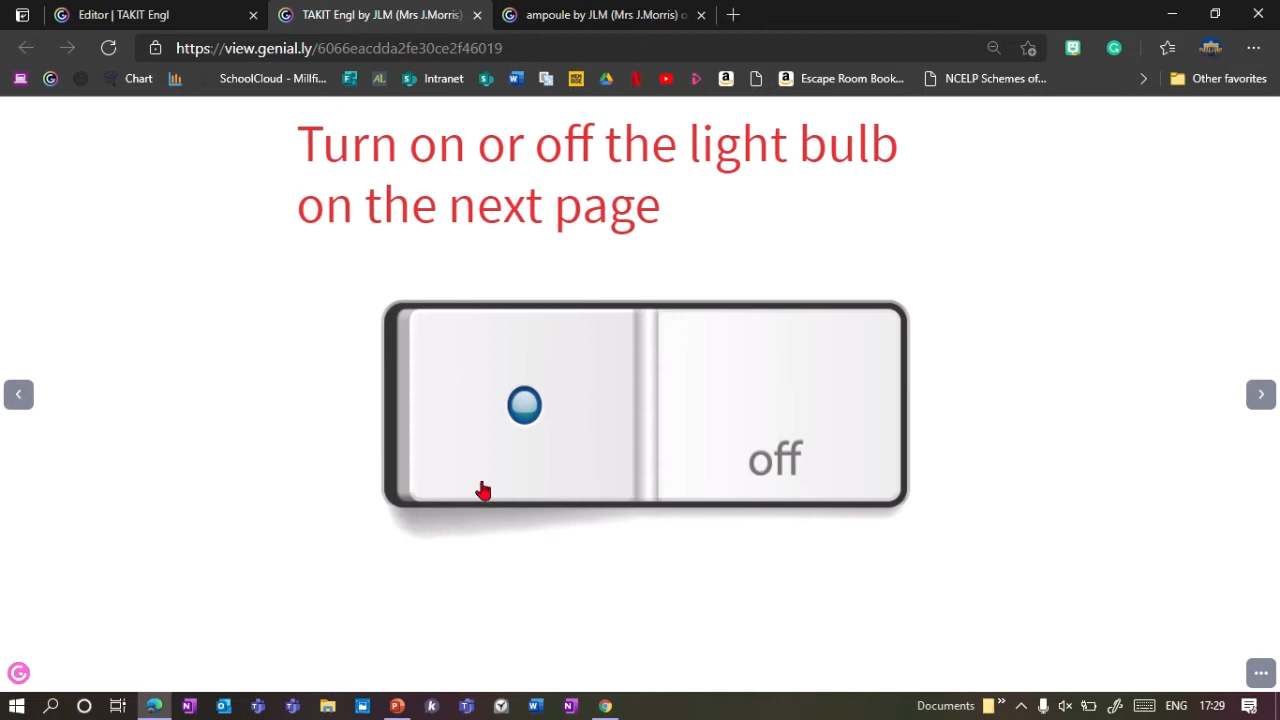 Editor | TAKIT Engl
TAKIT Engl by JLM (Mrs J.Morris)
ampoule by JLM (Mrs J.Morris) o
https://view.genial.ly/6066eacdda2fe30ce2f46019
Chart
SchoolCloud - Millfi...
AL
Intranet
Escape Room Book...
NCELP Schemes of...
Other favorites
Turn on or off the light bulb
on the next page
off
Documents
ENG
17:29